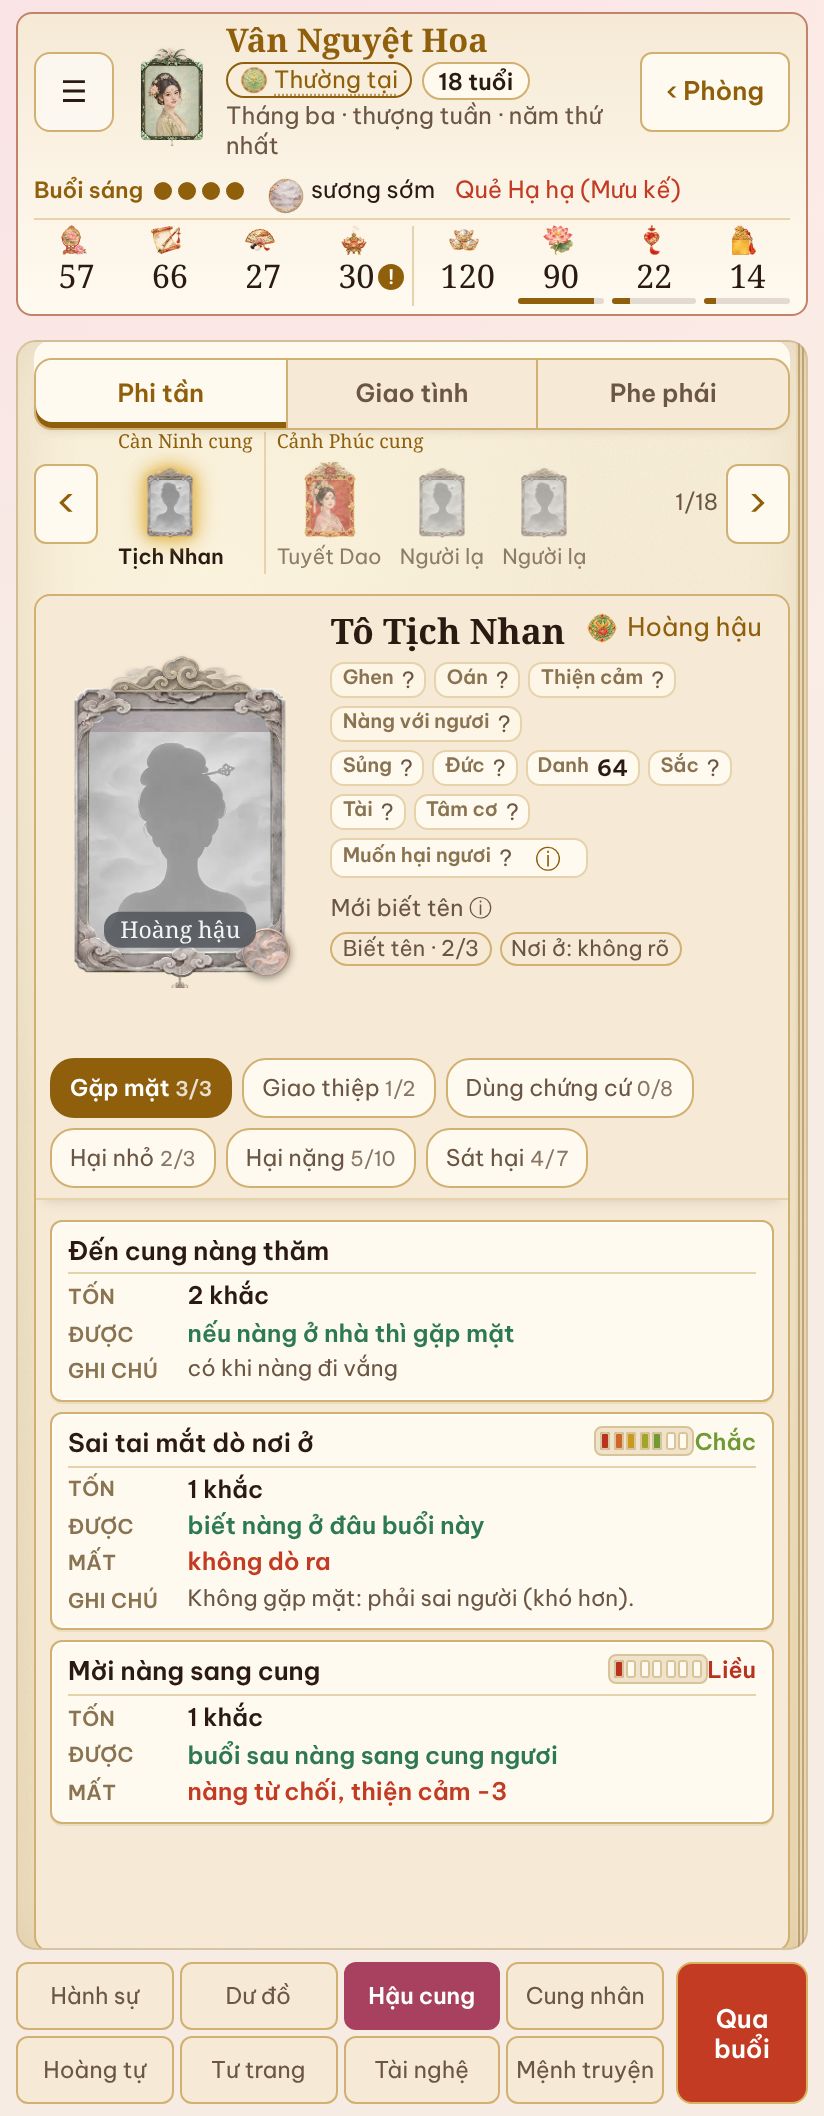 ☰
Vân Nguyệt Hoa
Thường tại
18 tuổi
Tháng ba · thượng tuần · năm thứ
nhất
‹ Phòng
Buổi sáng
sương sớm
Quẻ Hạ hạ (Mưu kế)
57 66 27 30 ! 120 90 22 14
Phi tần
Giao tình
Phe phái
Càn Ninh cung
Cảnh Phúc cung
‹
1/18
›
Tịch Nhan
Tuyết Dao
Người lạ
Người lạ
Tô Tịch Nhan
Hoàng hậu
Ghen ? Oán ? Thiện cảm ?
Nàng với ngươi ?
Sủng ? Đức ? Danh 64 Sắc ?
Tài ? Tâm cơ ?
Muốn hại ngươi ? ⓘ
Hoàng hậu
Mới biết tên ⓘ
Biết tên · 2/3
Nơi ở: không rõ
Gặp mặt 3/3
Giao thiệp 1/2
Dùng chứng cứ 0/8
Hại nhỏ 2/3
Hại nặng 5/10
Sát hại 4/7
Đến cung nàng thăm
TỐN 2 khắc
ĐƯỢC nếu nàng ở nhà thì gặp mặt
GHI CHÚ có khi nàng đi vắng
Sai tai mắt dò nơi ở Chắc
TỐN 1 khắc
ĐƯỢC biết nàng ở đâu buổi này
MẤT không dò ra
GHI CHÚ Không gặp mặt: phải sai người (khó hơn).
Mời nàng sang cung Liều
TỐN 1 khắc
ĐƯỢC buổi sau nàng sang cung ngươi
MẤT nàng từ chối, thiện cảm -3
Hành sự
Dư đồ
Hậu cung
Cung nhân
Qua
buổi
Hoàng tự
Tư trang
Tài nghệ
Mệnh truyện